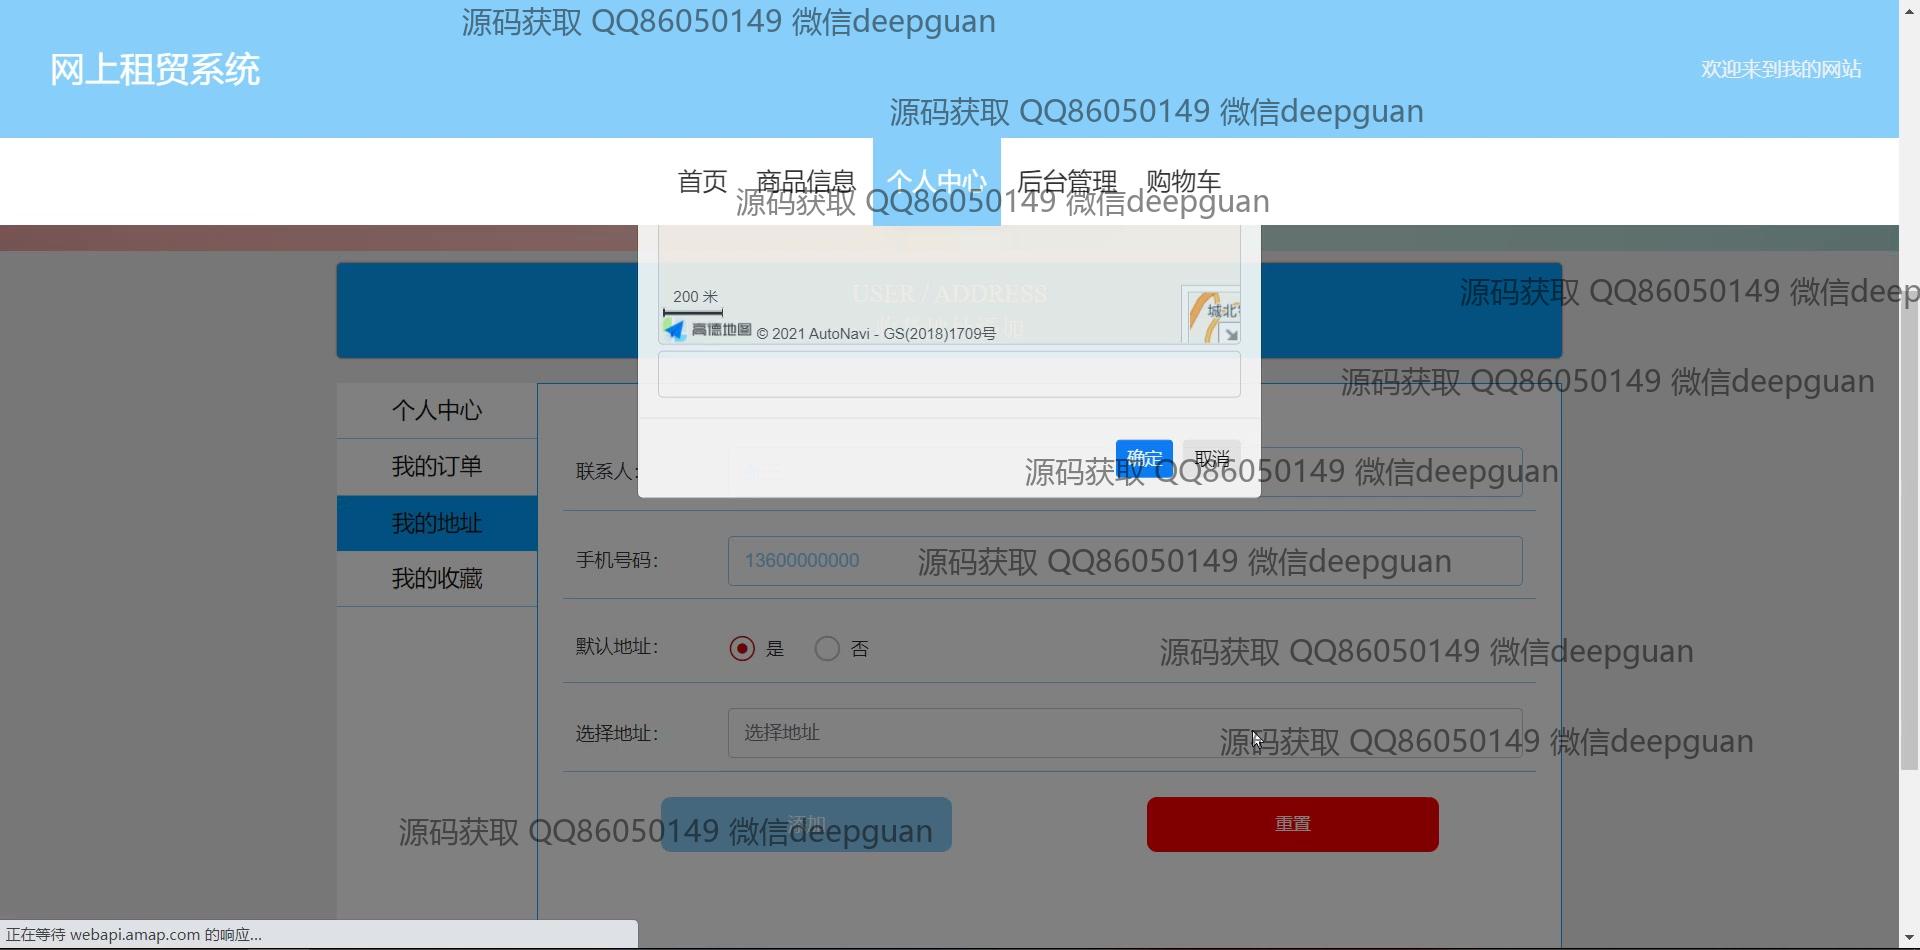 源码获取 QQ86050149 微信deepguan
网上租贸系统
欢迎来到我的网站
源码获取 QQ86050149 微信deepguan
首页 商品信息 个人中心 后台管理 购物车
源码获取 QQ86050149 微信deepguan
USER / ADDRESS
源码获取 QQ86050149 微信deep
200 米
城北
高德地图 © 2021 AutoNavi - GS(2018)1709号
源码获取 QQ86050149 微信deepguan
个人中心
我的订单
我的地址
我的收藏
确定 取消
联系人:
源码获取 QQ86050149 微信deepguan
手机号码: 13600000000
源码获取 QQ86050149 微信deepguan
默认地址: 是 否
源码获取 QQ86050149 微信deepguan
选择地址: 选择地址
源码获取 QQ86050149 微信deepguan
添加 重置
源码获取 QQ86050149 微信deepguan
正在等待 webapi.amap.com 的响应...